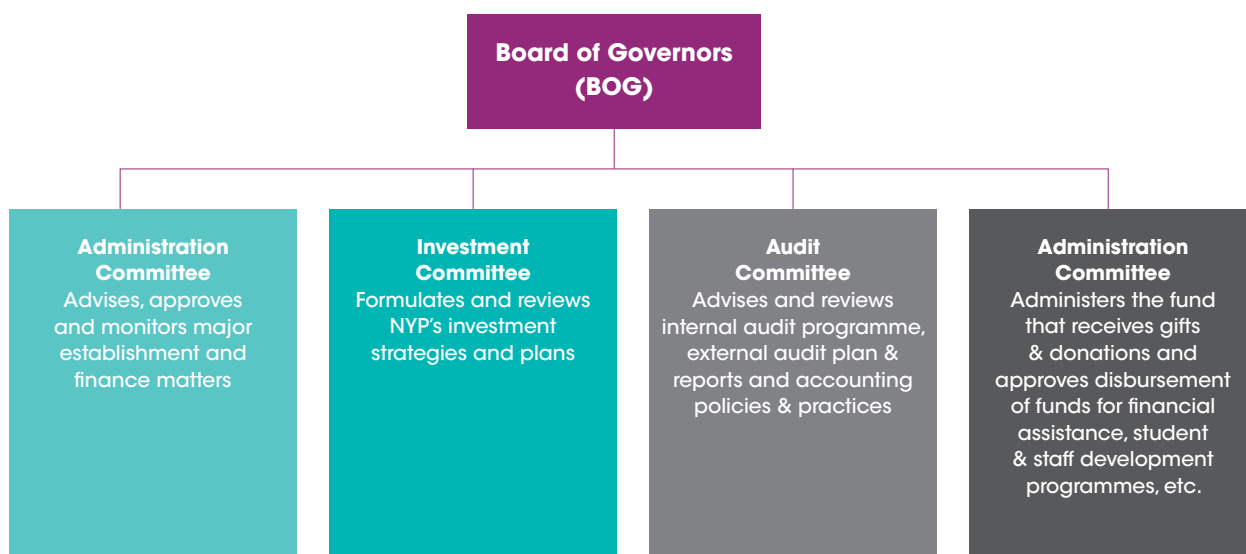 Board of Governors
(BOG)
Administration
Committee
Advises, approves
and monitors major
establishment and
finance matters
Investment
Committee
Formulates and reviews
NYP's investment
strategies and plans
Audit
Committee
Advises and reviews
internal audit programme,
external audit plan &
reports and accounting
policies & practices
Administration
Committee
Administers the fund
that receives gifts
& donations and
approves disbursement
of funds for financial
assistance, student
& staff development
programmes, etc.